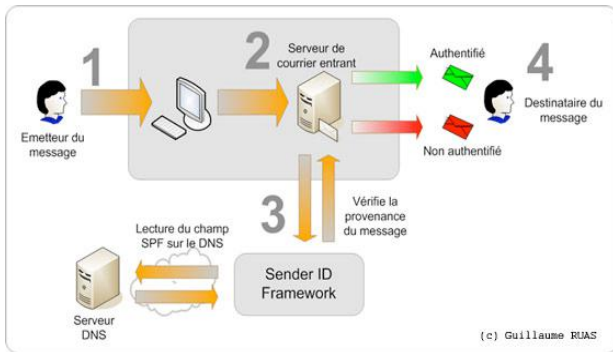 1
2
Serveur de
courrier entrant
Authentifié
4
Emetteur du
message
Destinataire du
message
Non authentifié
3
Vérifie la
provenance
du message
Lecture du champ
SPF sur le DNS
Sender ID
Framework
Serveur
DNS
(c) Guillaume RUAS